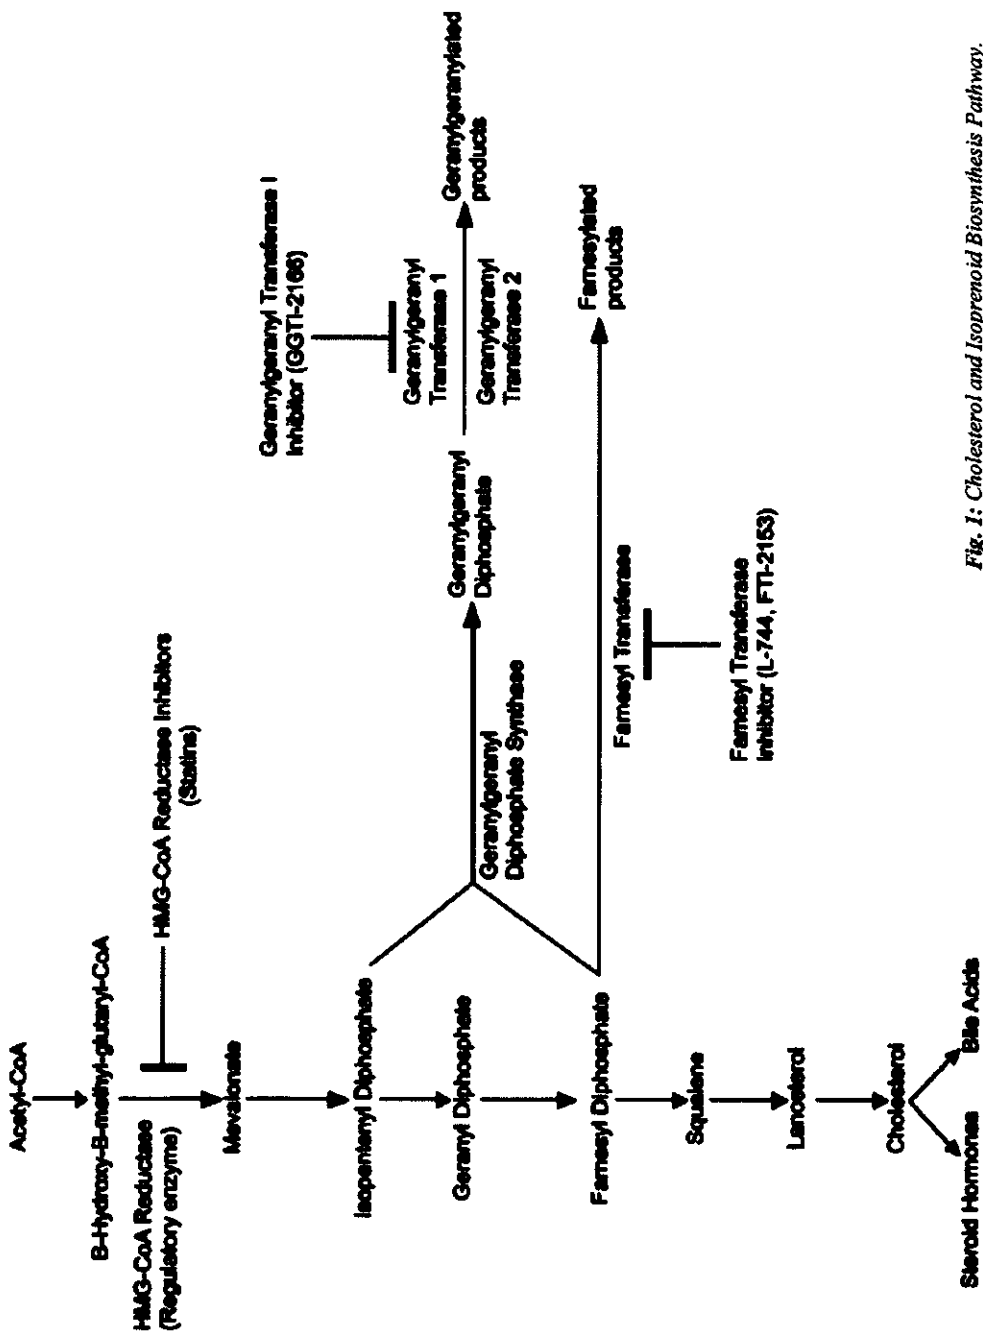 Acetyl-CoA
B-Hydroxy-B-methyl-glutaryl-CoA
HMG-CoA Reductase
(Regulatory enzyme)
HMG-CoA Reductase Inhibitors
(Statins)
Mevalonate
Isopentenyl Diphosphate
Geranyl Diphosphate
Farnesyl Diphosphate
Squalene
Lanosterol
Cholesterol
Steroid Hormones
Bile Acids
Geranylgeranyl
Diphosphate Synthase
Geranylgeranyl
Diphosphate
Geranylgeranyl Transferase I
Inhibitor (GGTI-2166)
Geranylgeranyl
Transferase 1
Geranylgeranyl
Transferase 2
Geranylgeranylated
products
Farnesyl Transferase
Farnesyl Transferase
Inhibitor (L-744, FTI-2153)
Farnesylated
products
Fig. 1: Cholesterol and Isoprenoid Biosynthesis Pathway.